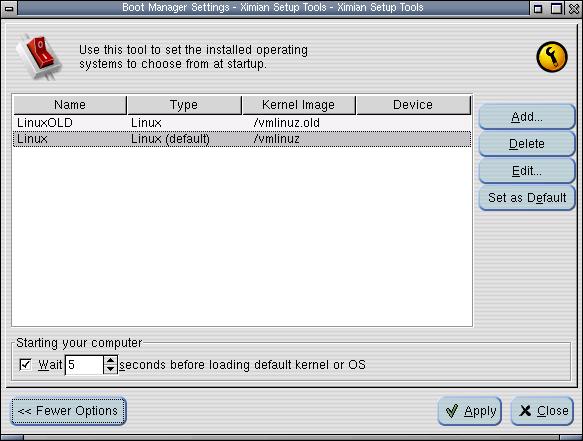 Boot Manager Settings - Ximian Setup Tools - Ximian Setup Tools
Use this tool to set the installed operating
systems to choose from at startup.
Name Type Kernel Image Device
LinuxOLD Linux /vmlinuz.old
Linux Linux (default) /vmlinuz
Add...
Delete
Edit...
Set as Default
Starting your computer
Wait 5 seconds before loading default kernel or OS
<< Fewer Options Apply Close